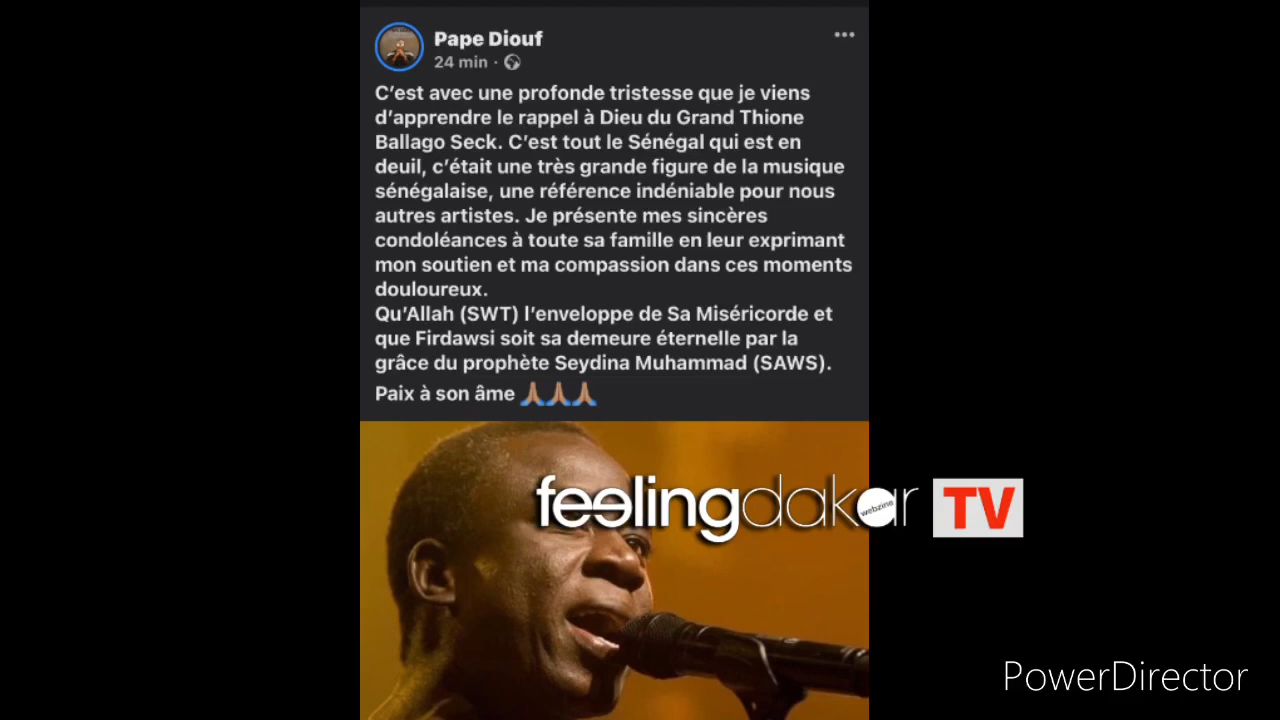 Pape Diouf
24 min ·
C'est avec une profonde tristesse que je viens
d'apprendre le rappel à Dieu du Grand Thione
Ballago Seck. C'est tout le Sénégal qui est en
deuil, c'était une très grande figure de la musique
sénégalaise, une référence indéniable pour nous
autres artistes. Je présente mes sincères
condoléances à toute sa famille en leur exprimant
mon soutien et ma compassion dans ces moments
douloureux.
Qu'Allah (SWT) l'enveloppe de Sa Miséricorde et
que Firdawsi soit sa demeure éternelle par la
grâce du prophète Seydina Muhammad (SAWS).
Paix à son âme 🙏🏽🙏🏽🙏🏽
feelingdakar webzine TV
PowerDirector